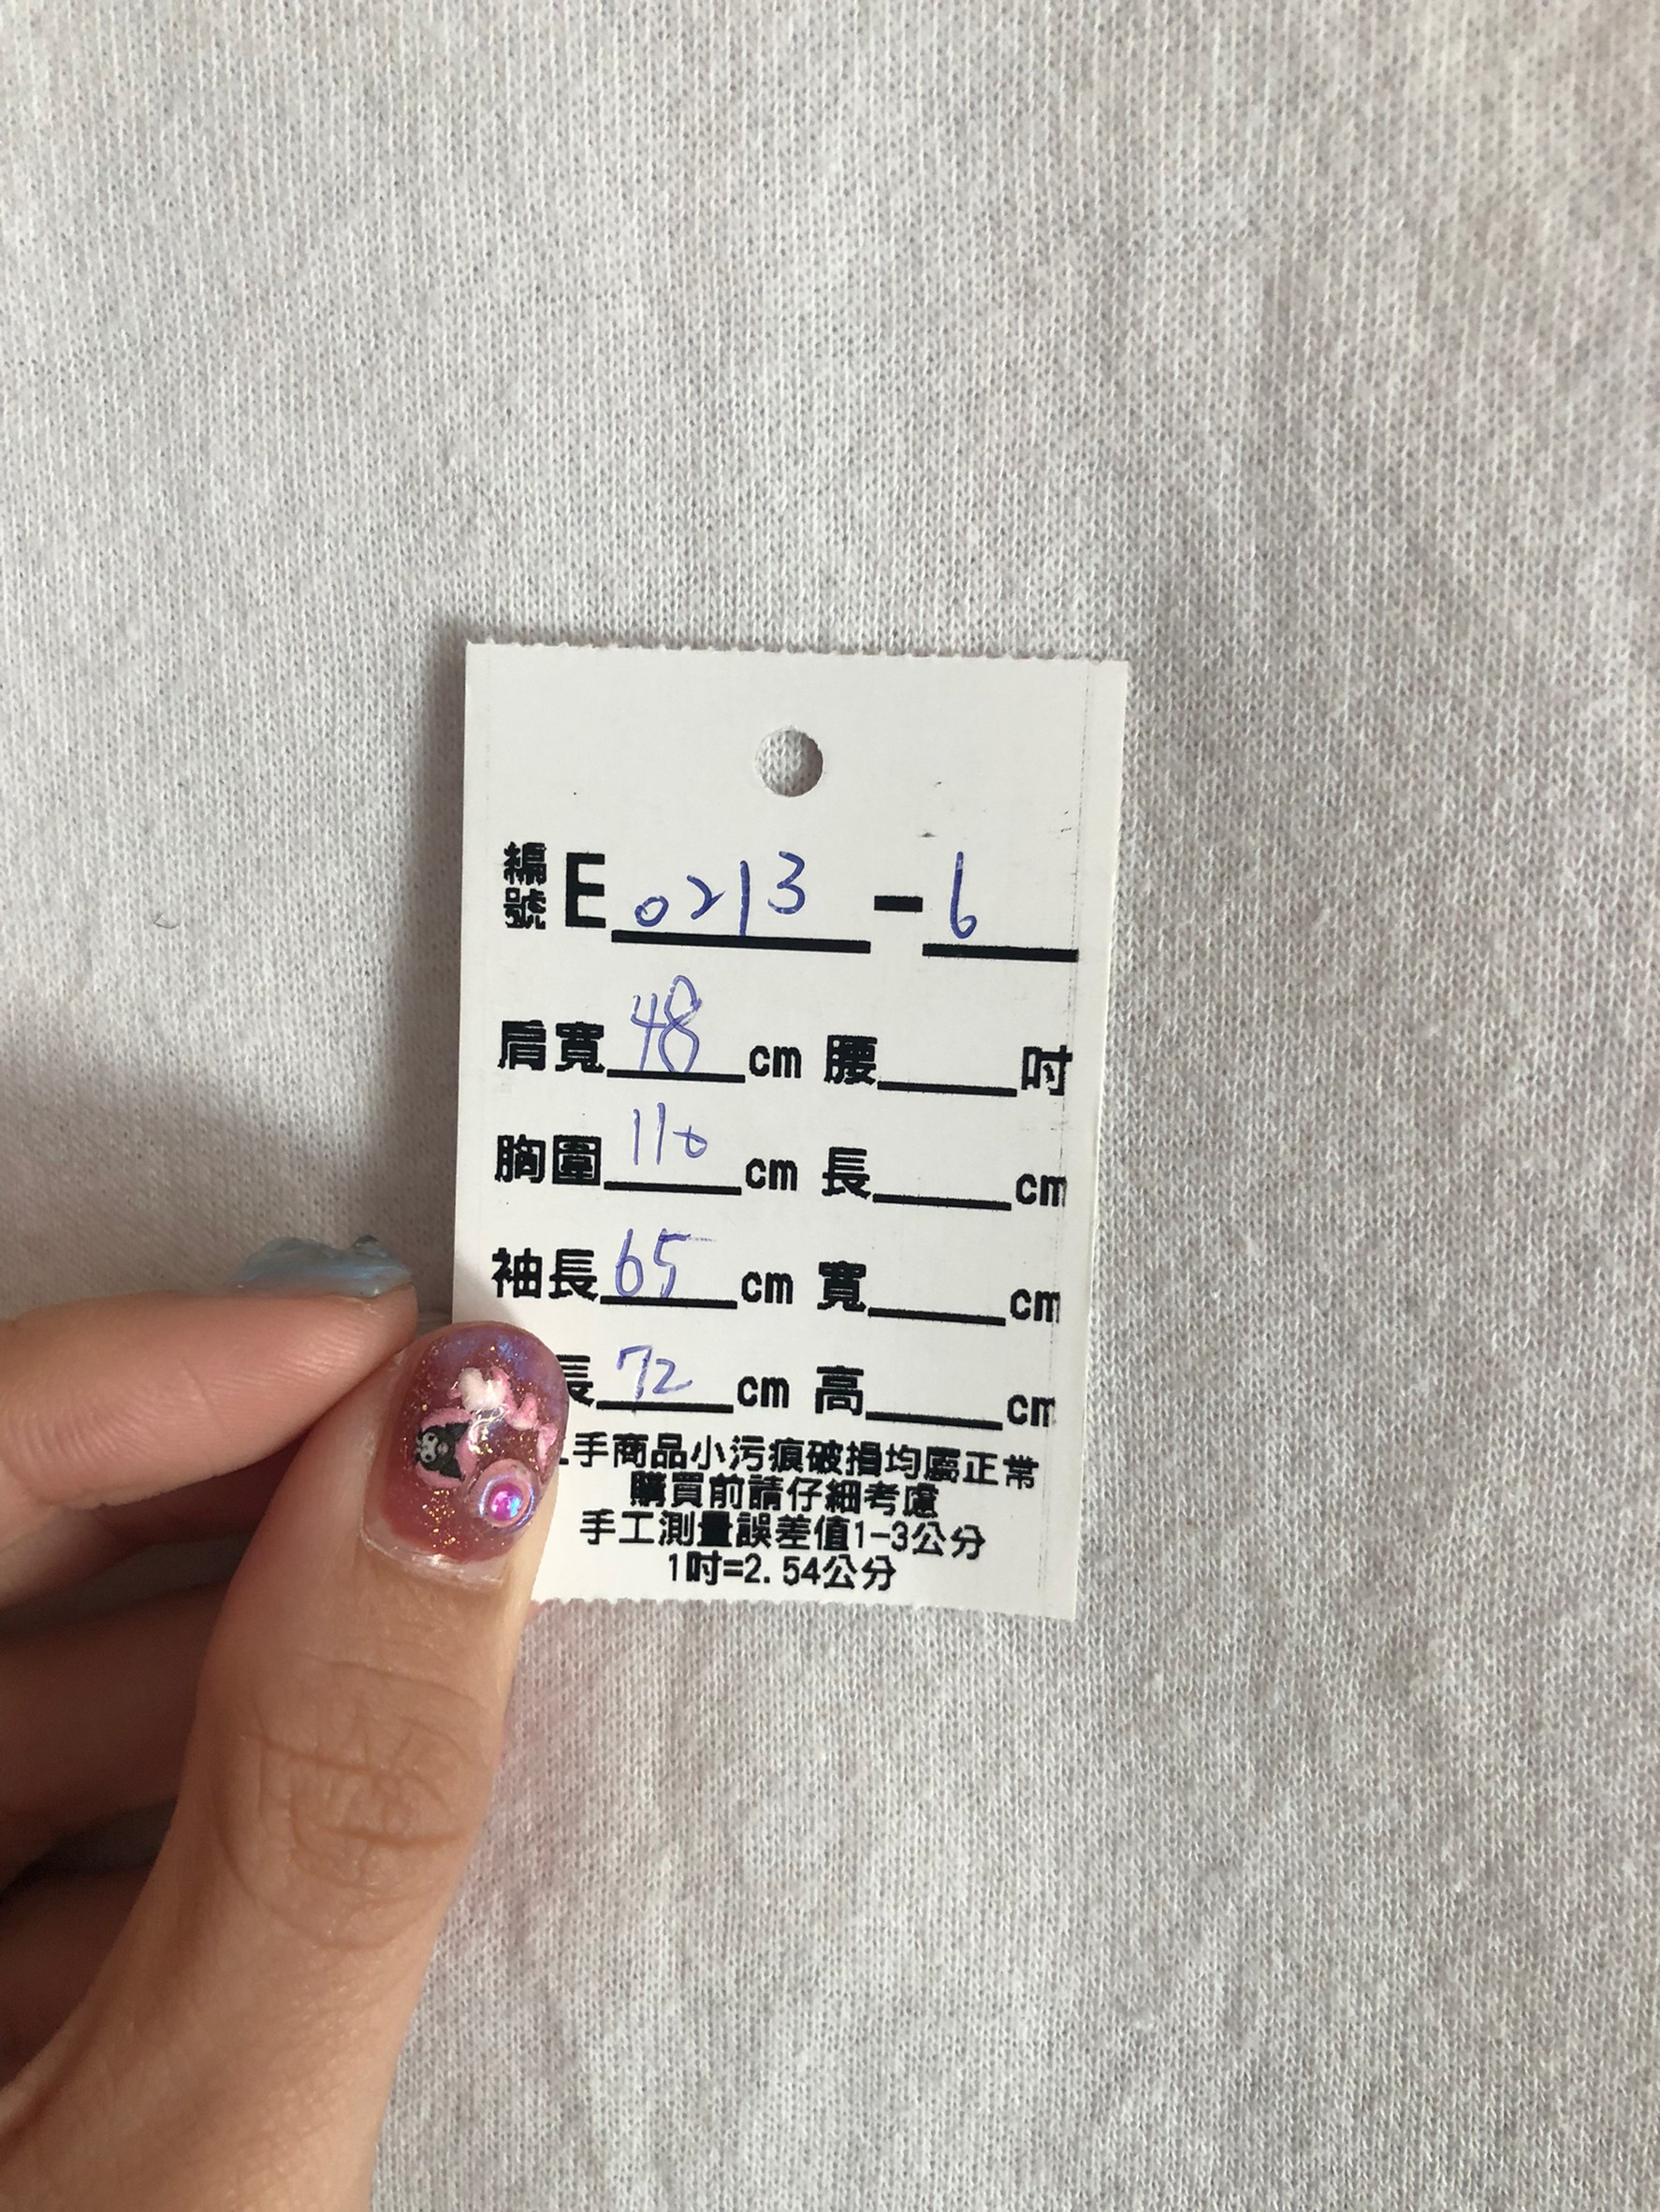 編號E 0213 - 6
肩寬 48 cm 腰 吋
胸圍 110 cm 長 cm
袖長 65 cm 寬 cm
長 72 cm 高 cm
手商品小污痕破損均屬正常
購買前請仔細考慮
手工測量誤差值1-3公分
1吋=2.54公分